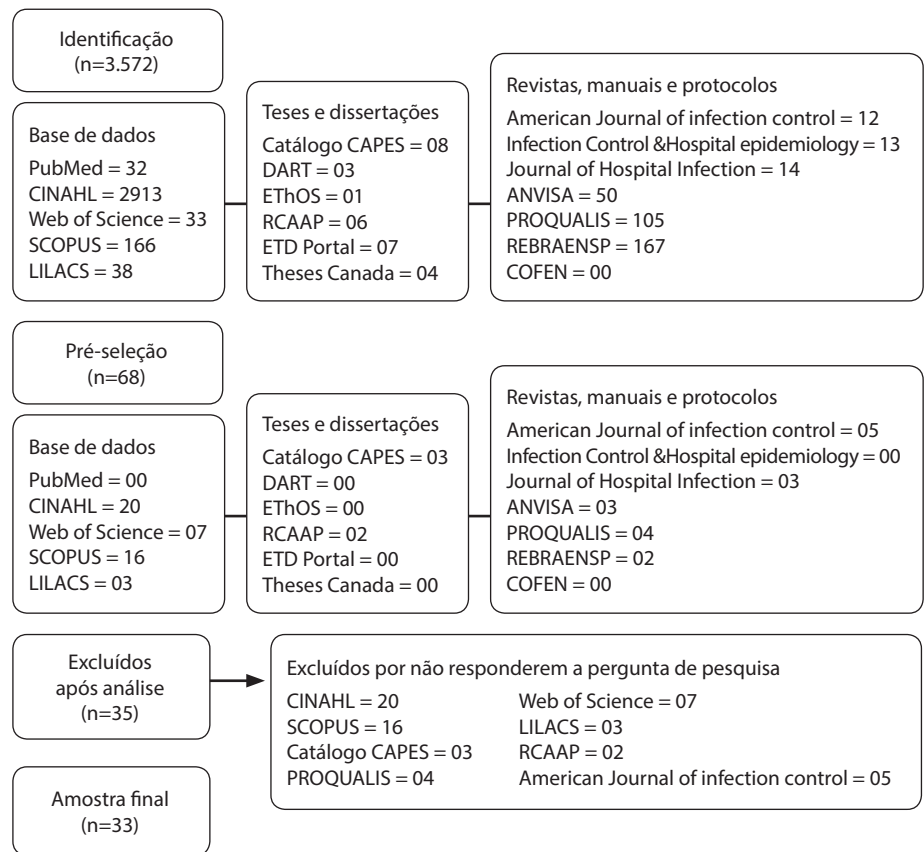 Identificação
(n=3.572)
Base de dados
PubMed = 32
CINAHL = 2913
Web of Science = 33
SCOPUS = 166
LILACS = 38
Teses e dissertações
Catálogo CAPES = 08
DART = 03
EThOS = 01
RCAAP = 06
ETD Portal = 07
Theses Canada = 04
Revistas, manuais e protocolos
American Journal of infection control = 12
Infection Control &Hospital epidemiology = 13
Journal of Hospital Infection = 14
ANVISA = 50
PROQUALIS = 105
REBRAENSP = 167
COFEN = 00
Pré-seleção
(n=68)
Base de dados
PubMed = 00
CINAHL = 20
Web of Science = 07
SCOPUS = 16
LILACS = 03
Teses e dissertações
Catálogo CAPES = 03
DART = 00
EThOS = 00
RCAAP = 02
ETD Portal = 00
Theses Canada = 00
Revistas, manuais e protocolos
American Journal of infection control = 05
Infection Control &Hospital epidemiology = 00
Journal of Hospital Infection = 03
ANVISA = 03
PROQUALIS = 04
REBRAENSP = 02
COFEN = 00
Excluídos
após análise
(n=35)
Excluídos por não responderem a pergunta de pesquisa
CINAHL = 20
SCOPUS = 16
Catálogo CAPES = 03
PROQUALIS = 04
Web of Science = 07
LILACS = 03
RCAAP = 02
American Journal of infection control = 05
Amostra final
(n=33)